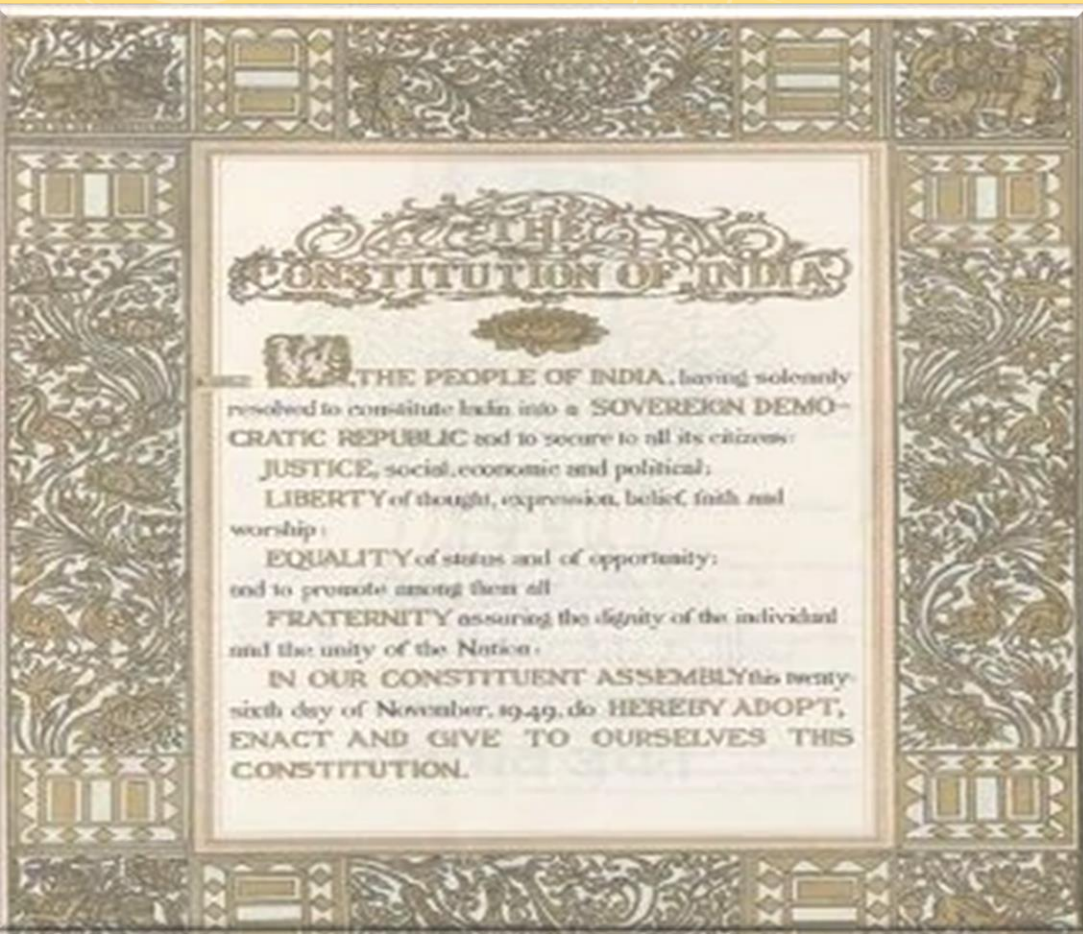 THE
CONSTITUTION OF INDIA
WE, THE PEOPLE OF INDIA, having solemnly
resolved to constitute India into a SOVEREIGN DEMO-
CRATIC REPUBLIC and to secure to all its citizens:
JUSTICE, social, economic and political;
LIBERTY of thought, expression, belief, faith and
worship;
EQUALITY of status and of opportunity;
and to promote among them all
FRATERNITY assuring the dignity of the individual
and the unity of the Nation;
IN OUR CONSTITUENT ASSEMBLY this twenty-
sixth day of November, 1949, do HEREBY ADOPT,
ENACT AND GIVE TO OURSELVES THIS
CONSTITUTION.